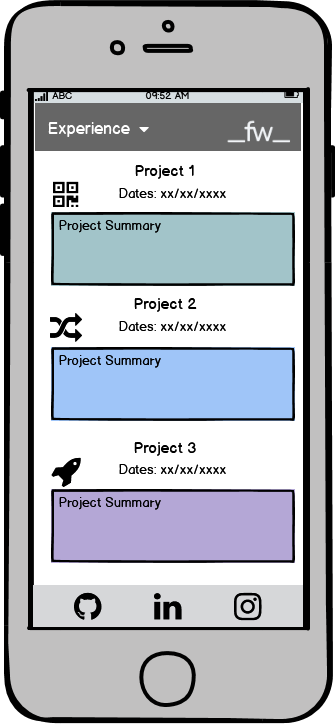 ABC 09:52 AM
Experience _fw_
Project 1
Dates: xx/xx/xxxx
Project Summary
Project 2
Dates: xx/xx/xxxx
Project Summary
Project 3
Dates: xx/xx/xxxx
Project Summary
in